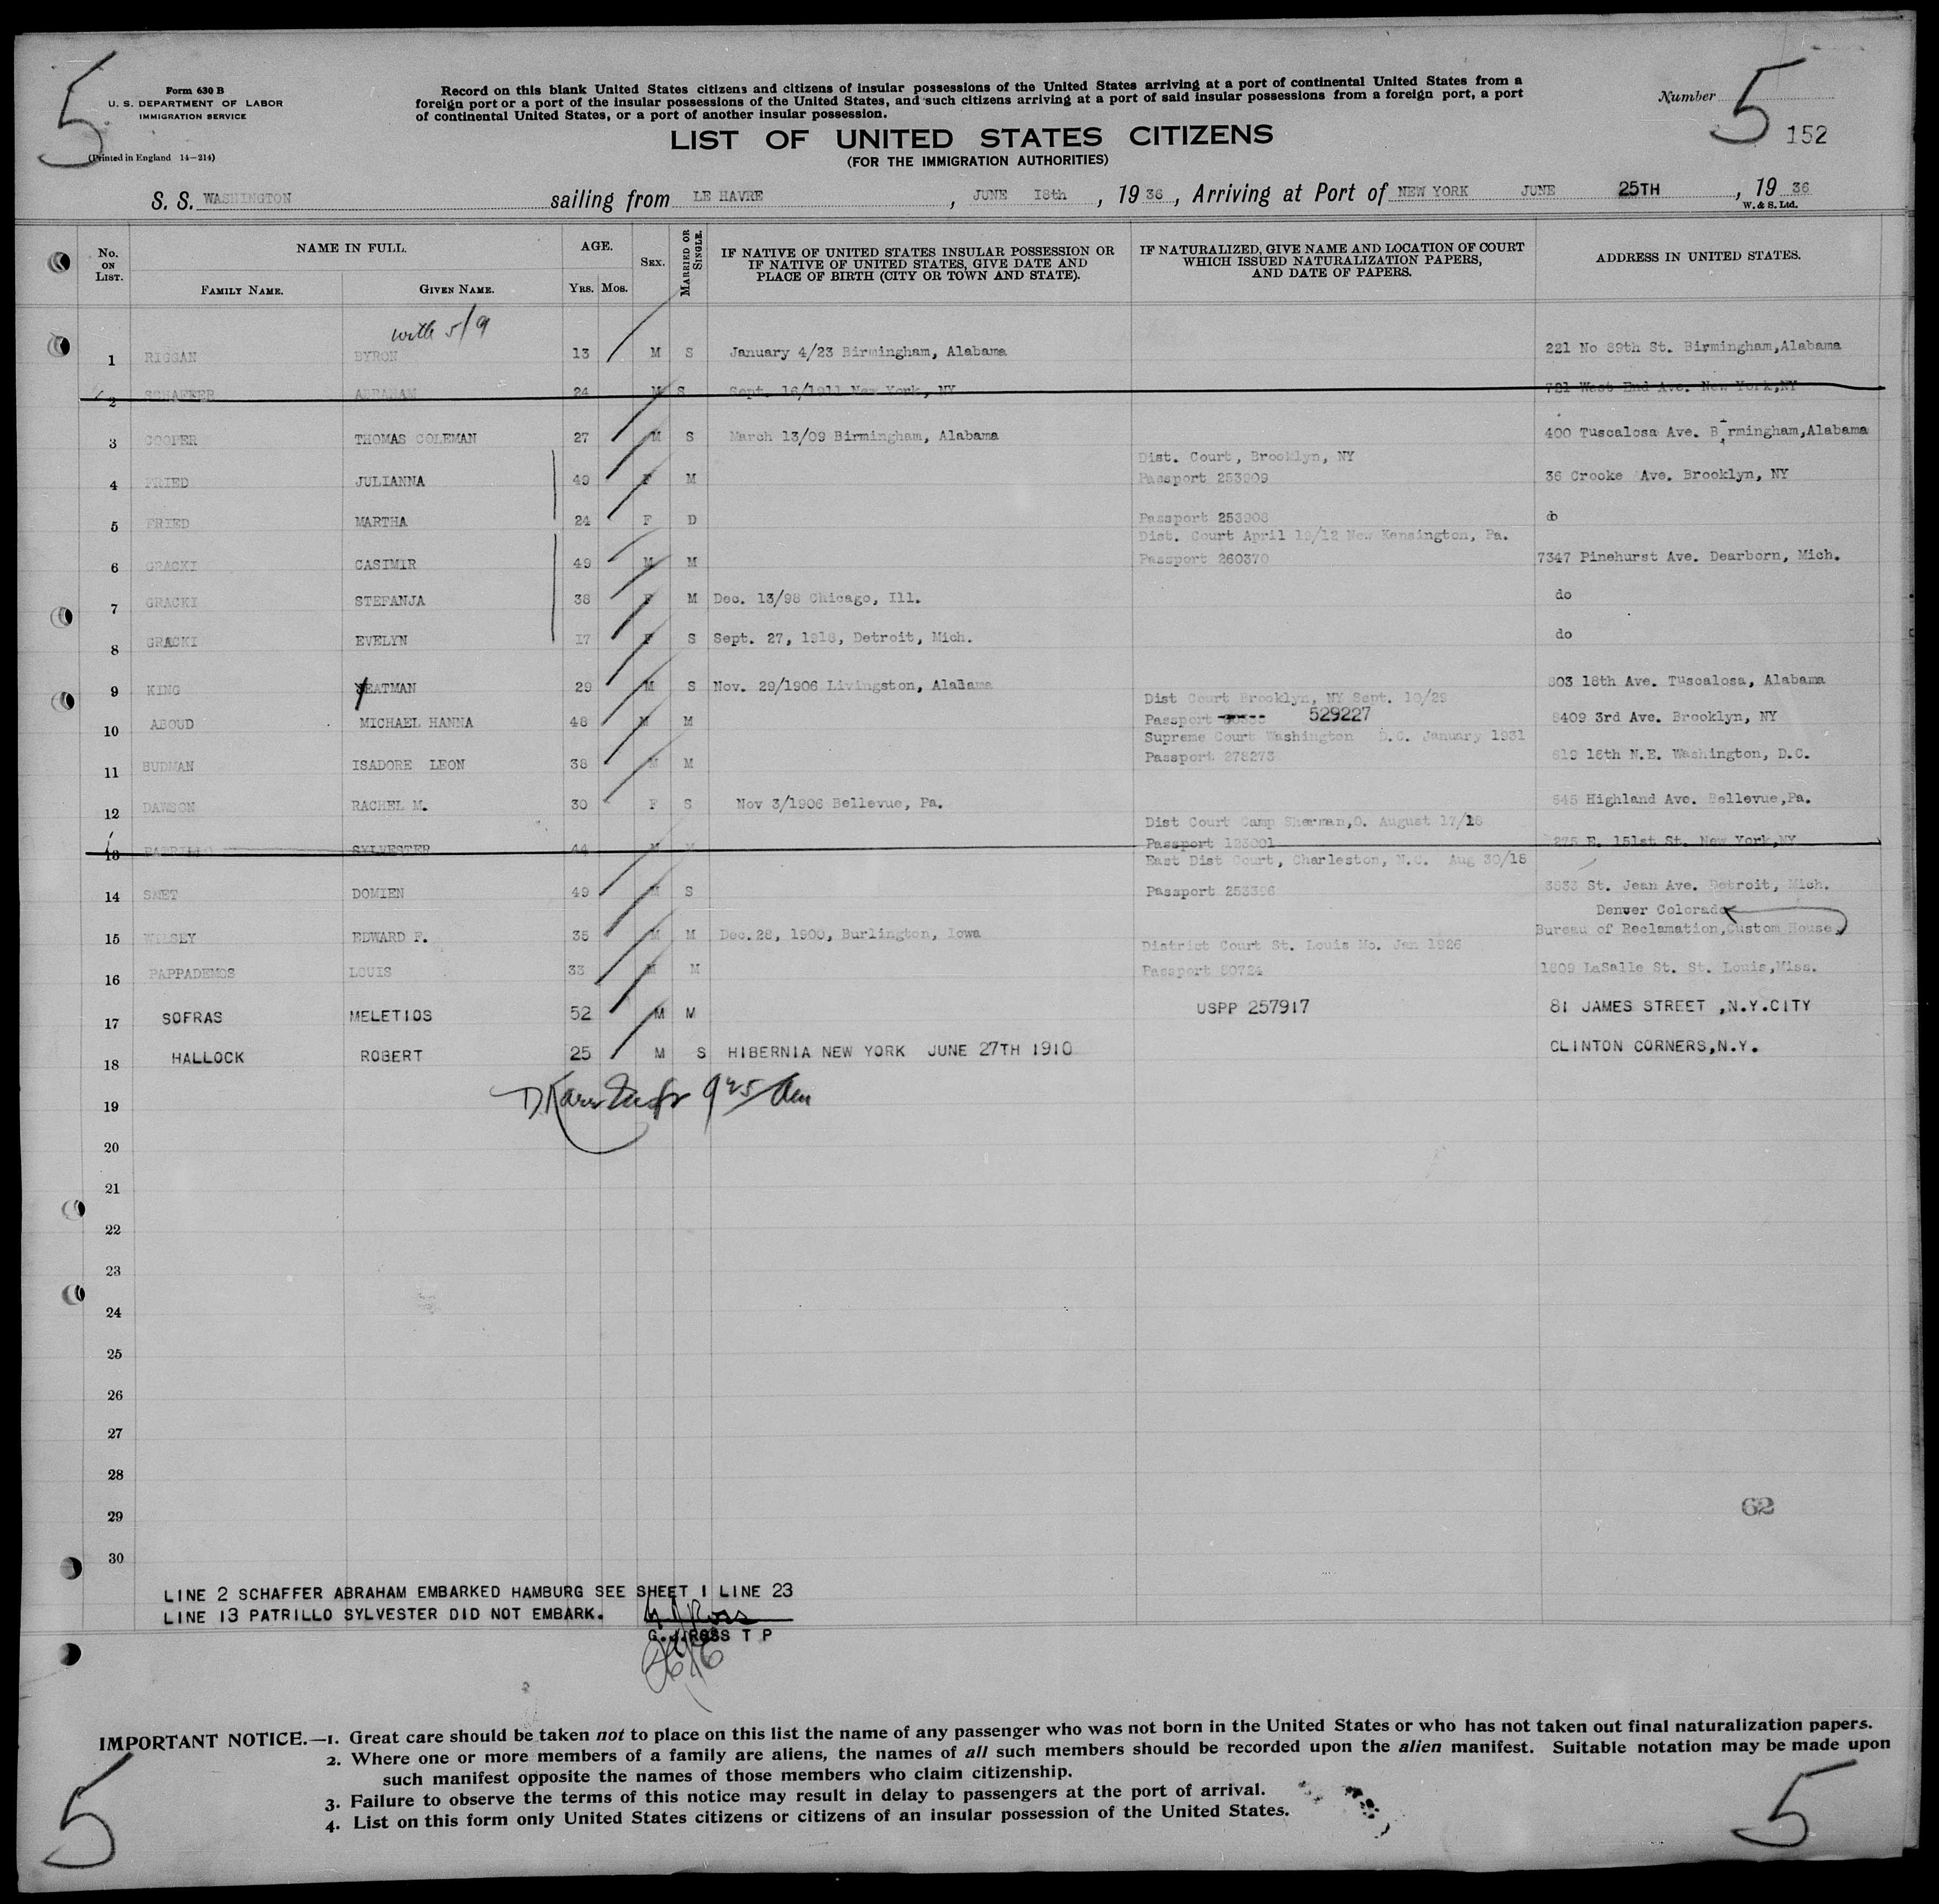 5
5
Form 630 B
U. S. DEPARTMENT OF LABOR
IMMIGRATION SERVICE
(Printed in England 14—214)
Record on this blank United States citizens and citizens of insular possessions of the United States arriving at a port of continental United States from a
foreign port or a port of the insular possessions of the United States, and such citizens arriving at a port of said insular possessions from a foreign port, a port
of continental United States, or a port of another insular possession.
Number
152
LIST OF UNITED STATES CITIZENS
(FOR THE IMMIGRATION AUTHORITIES)
S. S. WASHINGTON sailing from LE HAVRE, JUNE 18th, 1936, Arriving at Port of NEW YORK JUNE 25TH, 1936
W. & S. Ltd.
No. ON LIST. NAME IN FULL. AGE. SEX. MARRIED OR SINGLE. IF NATIVE OF UNITED STATES INSULAR POSSESSION OR IF NATIVE OF UNITED STATES, GIVE DATE AND PLACE OF BIRTH (CITY OR TOWN AND STATE). IF NATURALIZED, GIVE NAME AND LOCATION OF COURT WHICH ISSUED NATURALIZATION PAPERS, AND DATE OF PAPERS. ADDRESS IN UNITED STATES.
FAMILY NAME. GIVEN NAME. YRS. MOS.
with 5/9
1 RIGGAN BYRON 13 M S January 4/23 Birmingham, Alabama 221 No 89th St. Birmingham,Alabama
2 SCHAFFER ABRAHAM 24 M S Sept. 16/1911 New York, NY 781 West End Ave. New York,NY
3 COOPER THOMAS COLEMAN 27 M S March 13/09 Birmingham, Alabama 400 Tuscalosa Ave. Birmingham,Alabama
Dist. Court, Brooklyn, NY
4 FRIED JULIANNA 49 F M Passport 253909 36 Crooke Ave. Brooklyn, NY
5 FRIED MARTHA 24 F D Passport 253908 do
Dist. Court April 19/12 New Kensington, Pa.
6 GRACKI CASIMIR 49 M M Passport 260370 7347 Pinehurst Ave. Dearborn, Mich.
7 GRACKI STEFANJA 38 F M Dec. 13/98 Chicago, Ill. do
8 GRACKI EVELYN 17 F S Sept. 27, 1918, Detroit, Mich. do
9 KING YEATMAN 29 M S Nov. 29/1906 Livingston, Alabama 803 18th Ave. Tuscalosa, Alabama
Dist Court Brooklyn, NY Sept. 10/29
10 ABOUD MICHAEL HANNA 48 M M Passport 529227 8409 3rd Ave. Brooklyn, NY
Supreme Court Washington D.C. January 1931
11 BUDMAN ISADORE LEON 38 M M Passport 278273 619 16th N.E. Washington, D.C.
12 DAWSON RACHEL M. 30 F S Nov 3/1906 Bellevue, Pa. 545 Highland Ave. Bellevue,Pa.
Dist Court Camp Sherman,O. August 17/18
13 PATRILLO SYLVESTER 44 M M Passport 123001 275 E. 151st St. New York,NY
East Dist Court, Charleston, N.C. Aug 30/18
14 SMET DOMIEN 49 M S Passport 253396 3833 St. Jean Ave. Detroit, Mich.
Denver Colorado
15 WILSEY EDWARD F. 35 M M Dec.28, 1900, Burlington, Iowa Bureau of Reclamation,Custom House,
District Court St. Louis Mo. Jan 1926
16 PAPPADEMOS LOUIS 33 M M Passport 80724 1809 LaSalle St. St. Louis,Miss.
17 SOFRAS MELETIOS 52 M M USPP 257917 81 JAMES STREET ,N.Y.CITY
18 HALLOCK ROBERT 25 M S HIBERNIA NEW YORK JUNE 27TH 1910 CLINTON CORNERS,N.Y.
19
9 25 Am
20
21
22
23
24
25
26
27
28
29
62
30
LINE 2 SCHAFFER ABRAHAM EMBARKED HAMBURG SEE SHEET 1 LINE 23
LINE 13 PATRILLO SYLVESTER DID NOT EMBARK.
G. J. ROSS T P
IMPORTANT NOTICE.—1. Great care should be taken not to place on this list the name of any passenger who was not born in the United States or who has not taken out final naturalization papers.
2. Where one or more members of a family are aliens, the names of all such members should be recorded upon the alien manifest. Suitable notation may be made upon
such manifest opposite the names of those members who claim citizenship.
3. Failure to observe the terms of this notice may result in delay to passengers at the port of arrival.
4. List on this form only United States citizens or citizens of an insular possession of the United States.
5
5